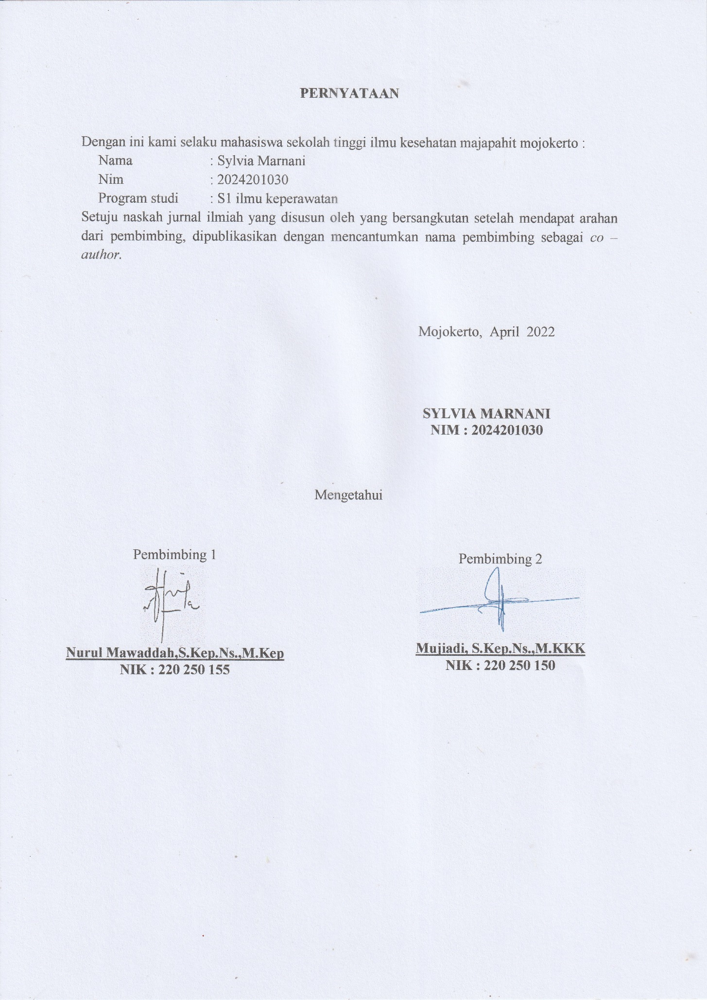 PERNYATAAN
Dengan ini kami selaku mahasiswa sekolah tinggi ilmu kesehatan majapahit mojokerto :
Nama : Sylvia Marnani
Nim : 2024201030
Program studi : S1 ilmu keperawatan
Setuju naskah jurnal ilmiah yang disusun oleh yang bersangkutan setelah mendapat arahan
dari pembimbing, dipublikasikan dengan mencantumkan nama pembimbing sebagai co –
author.
Mojokerto, April 2022
SYLVIA MARNANI
NIM : 2024201030
Mengetahui
Pembimbing 1
Pembimbing 2
Nurul Mawaddah,S.Kep.Ns.,M.Kep
NIK : 220 250 155
Mujiadi, S.Kep.Ns.,M.KKK
NIK : 220 250 150